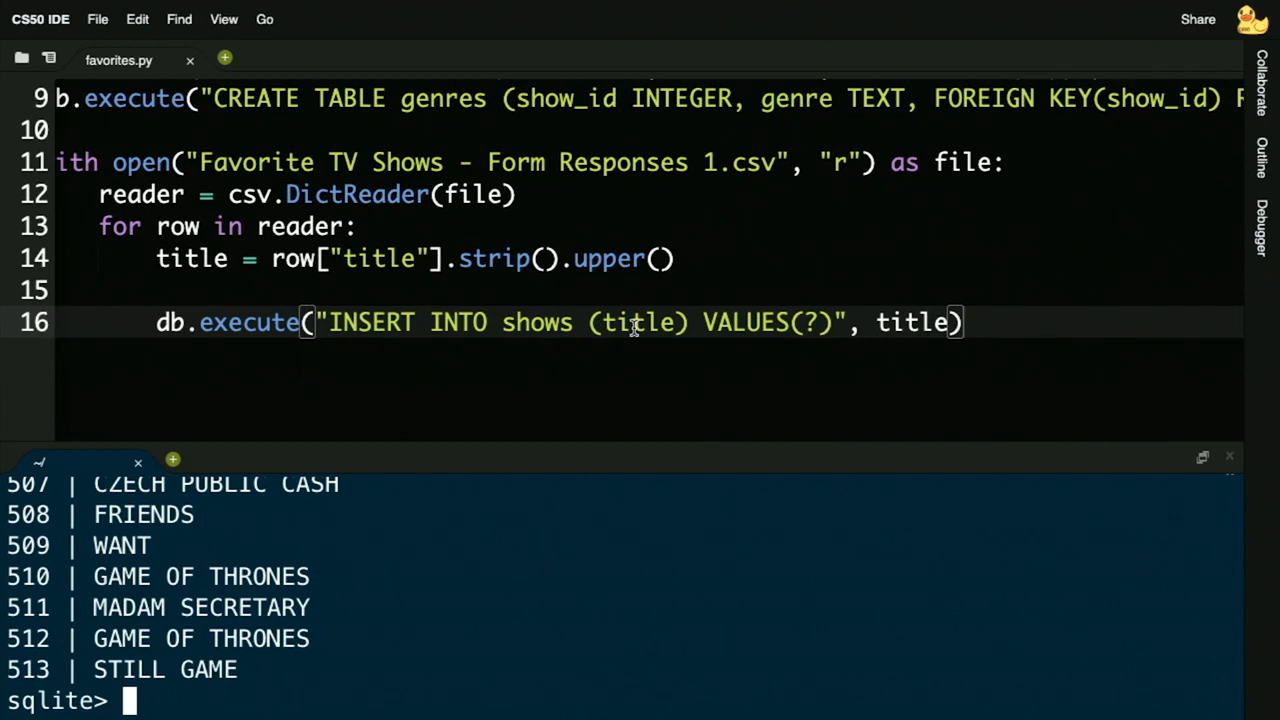 CS50 IDE File Edit Find View Go Share
favorites.py
9 b.execute("CREATE TABLE genres (show_id INTEGER, genre TEXT, FOREIGN KEY(show_id) R
10
11 ith open("Favorite TV Shows - Form Responses 1.csv", "r") as file:
12 reader = csv.DictReader(file)
13 for row in reader:
14 title = row["title"].strip().upper()
15
16 db.execute("INSERT INTO shows (title) VALUES(?)", title)
Collaborate
Outline
Debugger
~/
507 | CZECH PUBLIC CASH
508 | FRIENDS
509 | WANT
510 | GAME OF THRONES
511 | MADAM SECRETARY
512 | GAME OF THRONES
513 | STILL GAME
sqlite>